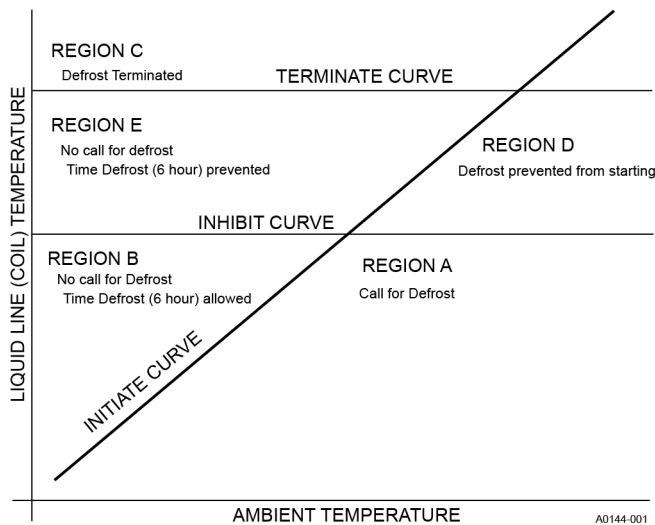 REGION C
Defrost Terminated
TERMINATE CURVE
REGION E
No call for defrost
Time Defrost (6 hour) prevented
REGION D
Defrost prevented from starting
INHIBIT CURVE
REGION B
No call for Defrost
Time Defrost (6 hour) allowed
REGION A
Call for Defrost
INITIATE CURVE
LIQUID LINE (COIL) TEMPERATURE
AMBIENT TEMPERATURE
A0144-001